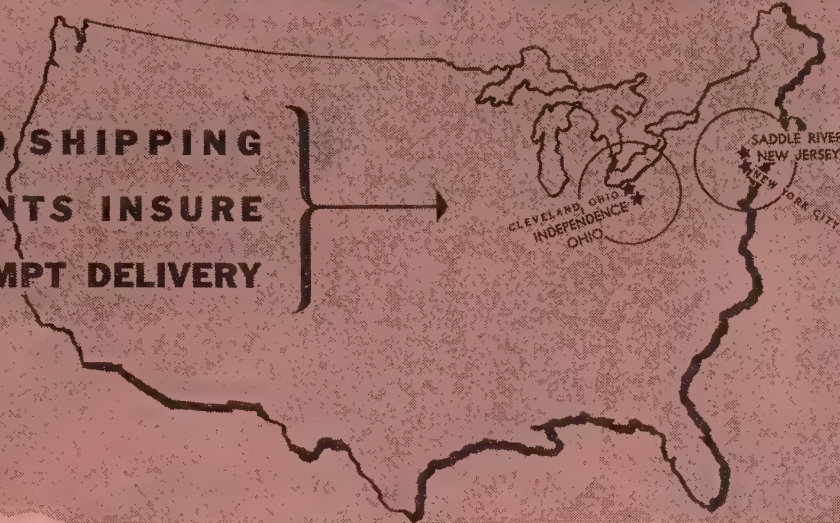 SHIPPING
NTS INSURE
MPT DELIVERY
CLEVELAND, OHIO
INDEPENDENCE
OHIO
SADDLE RIVER
NEW JERSEY
NEW YORK CITY